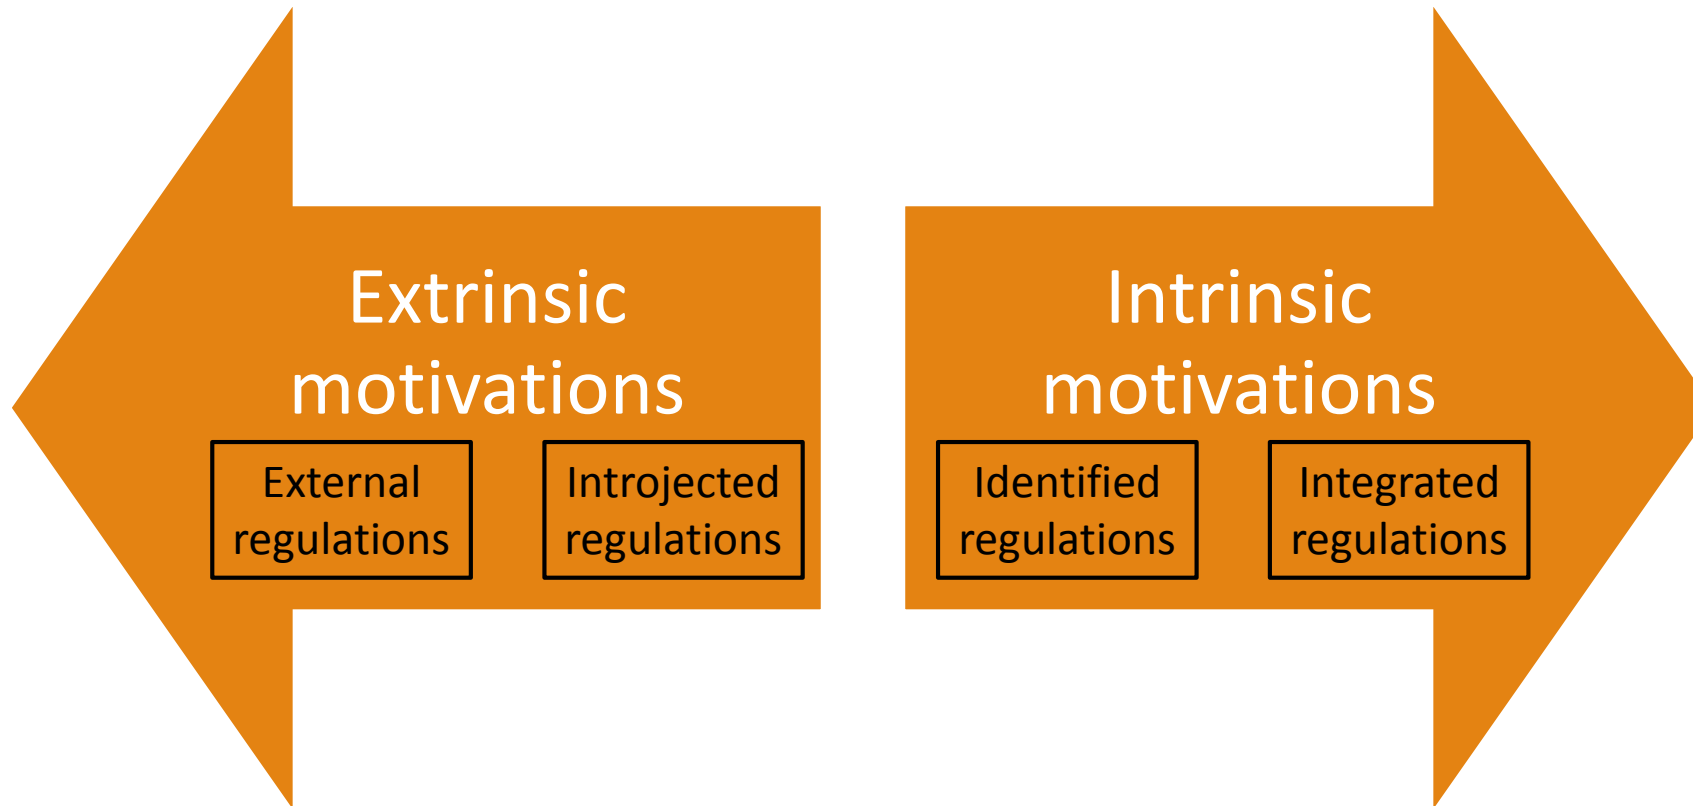 Extrinsic
motivations
External
regulations
Introjected
regulations
Intrinsic
motivations
Identified
regulations
Integrated
regulations